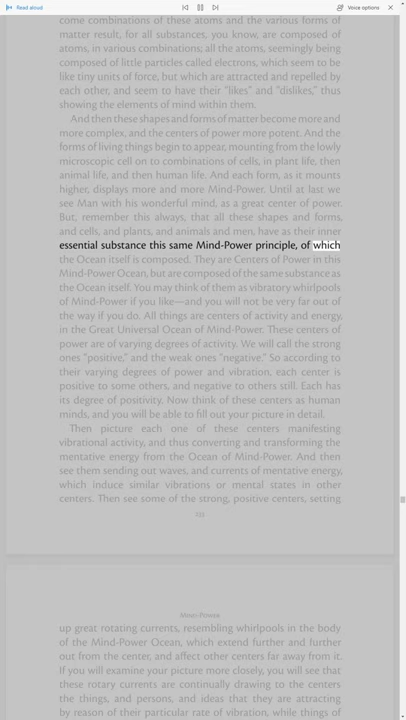 Read aloud
Voice options
come combinations of these atoms and the various forms of
matter result, for all substances, you know, are composed of
atoms, in various combinations; all the atoms, seemingly being
composed of little particles called electrons, which seem to be
like tiny units of force, but which are attracted and repelled by
each other, and seem to have their "likes" and "dislikes," thus
showing the elements of mind within them.
And then these shapes and forms of matter become more and
more complex, and the centers of power more potent. And the
forms of living things begin to appear, mounting from the lowly
microscopic cell on to combinations of cells, in plant life, then
animal life, and then human life. And each form, as it mounts
higher, displays more and more Mind-Power. Until at last we
see Man with his wonderful mind, as a great center of power.
But, remember this always, that all these shapes and forms,
and cells, and plants, and animals and men, have as their inner
essential substance this same Mind-Power principle, of which
the Ocean itself is composed. They are Centers of Power in this
Mind-Power Ocean, but are composed of the same substance as
the Ocean itself. You may think of them as vibratory whirlpools
of Mind-Power if you like—and you will not be very far out of
the way if you do. All things are centers of activity and energy,
in the Great Universal Ocean of Mind-Power. These centers of
power are of varying degrees of activity. We will call the strong
ones "positive," and the weak ones "negative." So according to
their varying degrees of power and vibration, each center is
positive to some others, and negative to others still. Each has
its degree of positivity. Now think of these centers as human
minds, and you will be able to fill out your picture in detail.
Then picture each one of these centers manifesting
vibrational activity, and thus converting and transforming the
mentative energy from the Ocean of Mind-Power. And then
see them sending out waves, and currents of mentative energy,
which induce similar vibrations or mental states in other
centers. Then see some of the strong, positive centers, setting
Mind-Power
up great rotating currents, resembling whirlpools in the body
of the Mind-Power Ocean, which extend further and further
out from the center, and affect other centers far away from it.
If you will examine your picture more closely, you will see that
these rotary currents are continually drawing to the centers
the things, and persons, and ideas that they are attracting
by reason of their particular rate of vibration, while things of